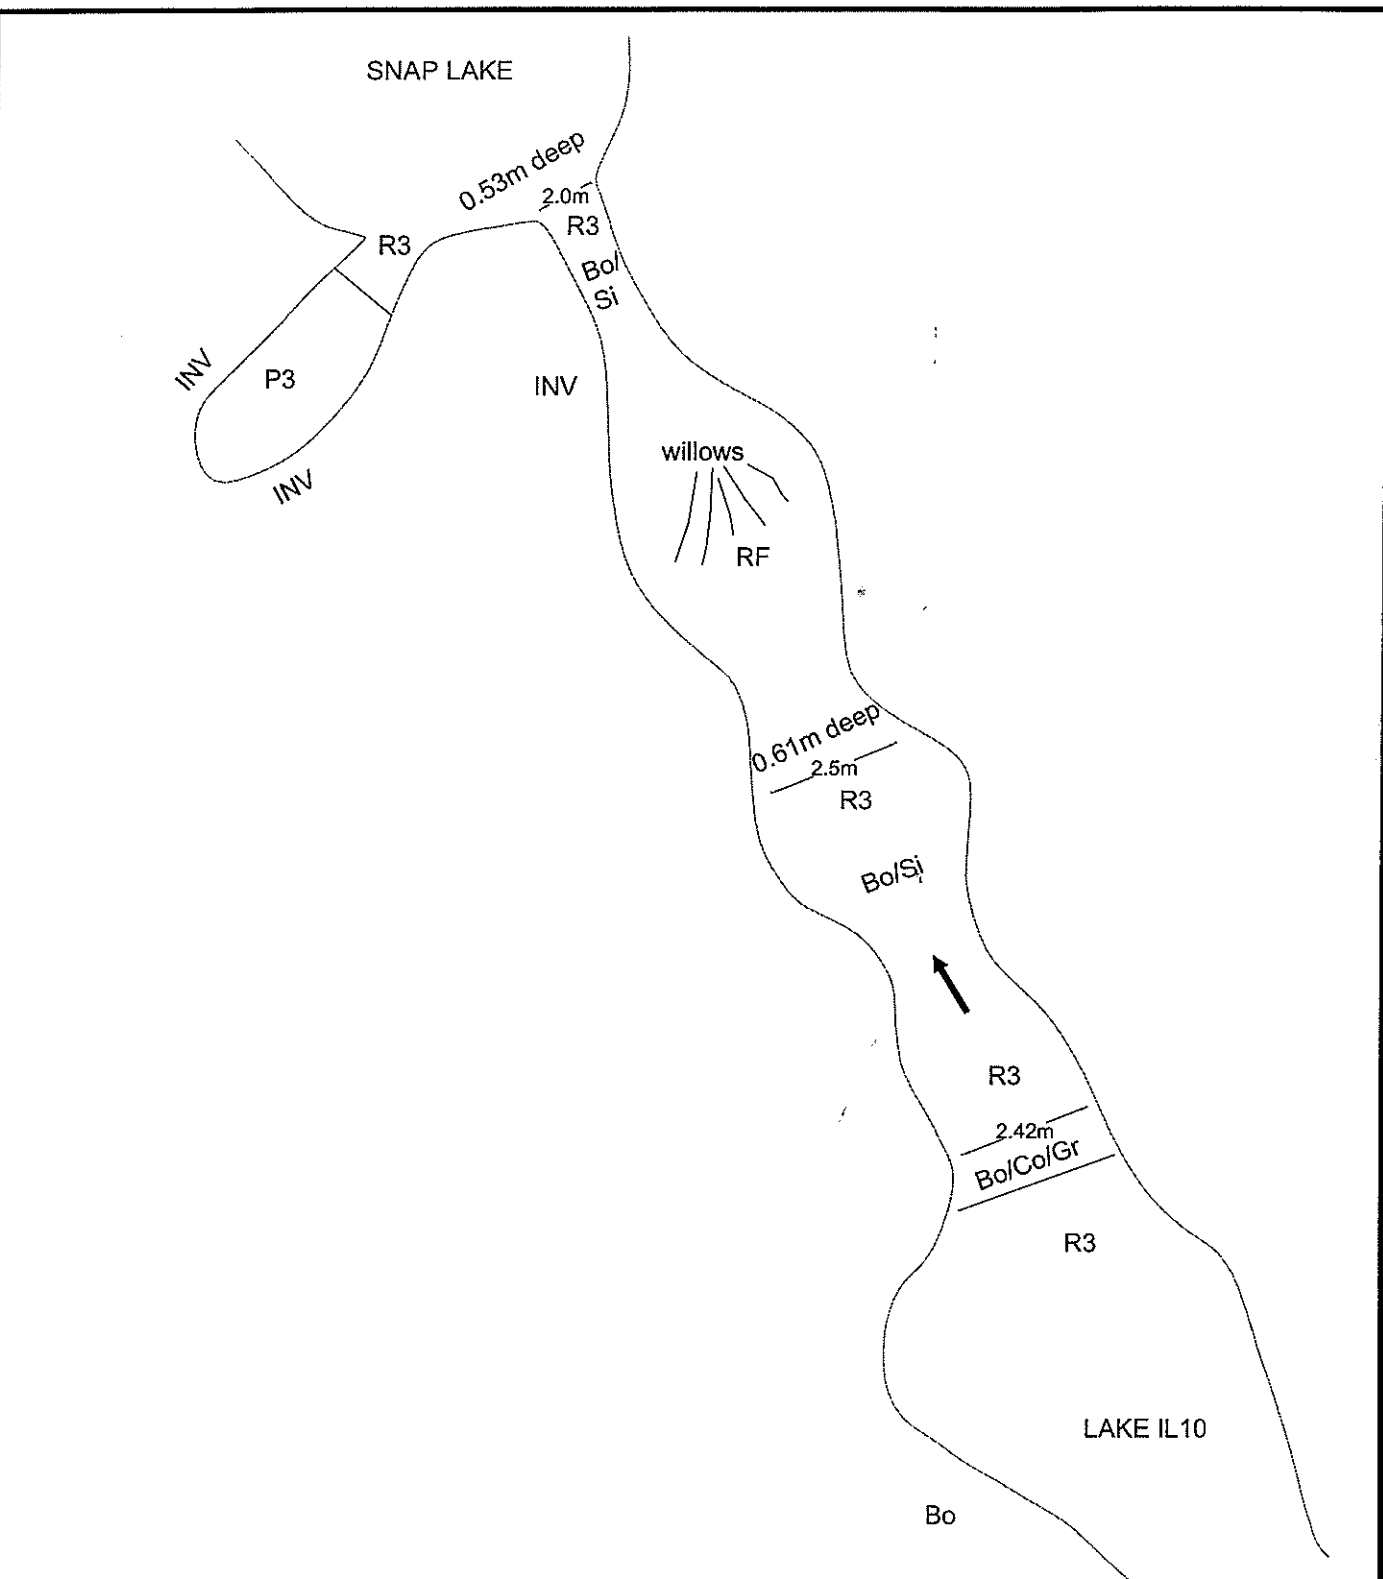 SNAP LAKE
0.53m deep
2.0m
R3
R3
Bo/
Si
INV
P3
INV
INV
willows
RF
0.61m deep
2.5m
R3
Bo/Si
R3
2.42m
Bo/Co/Gr
R3
LAKE IL10
Bo